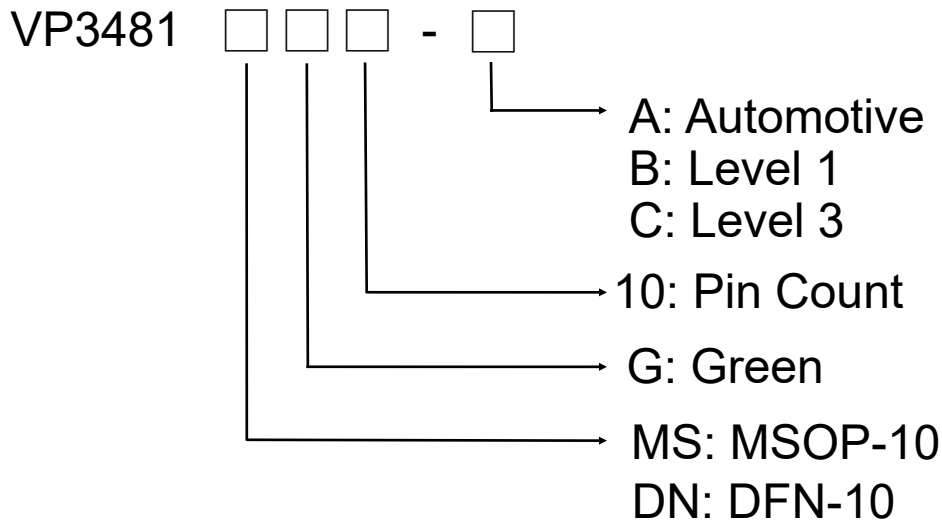 VP3481 □ □ □ - □
A: Automotive
B: Level 1
C: Level 3
10: Pin Count
G: Green
MS: MSOP-10
DN: DFN-10